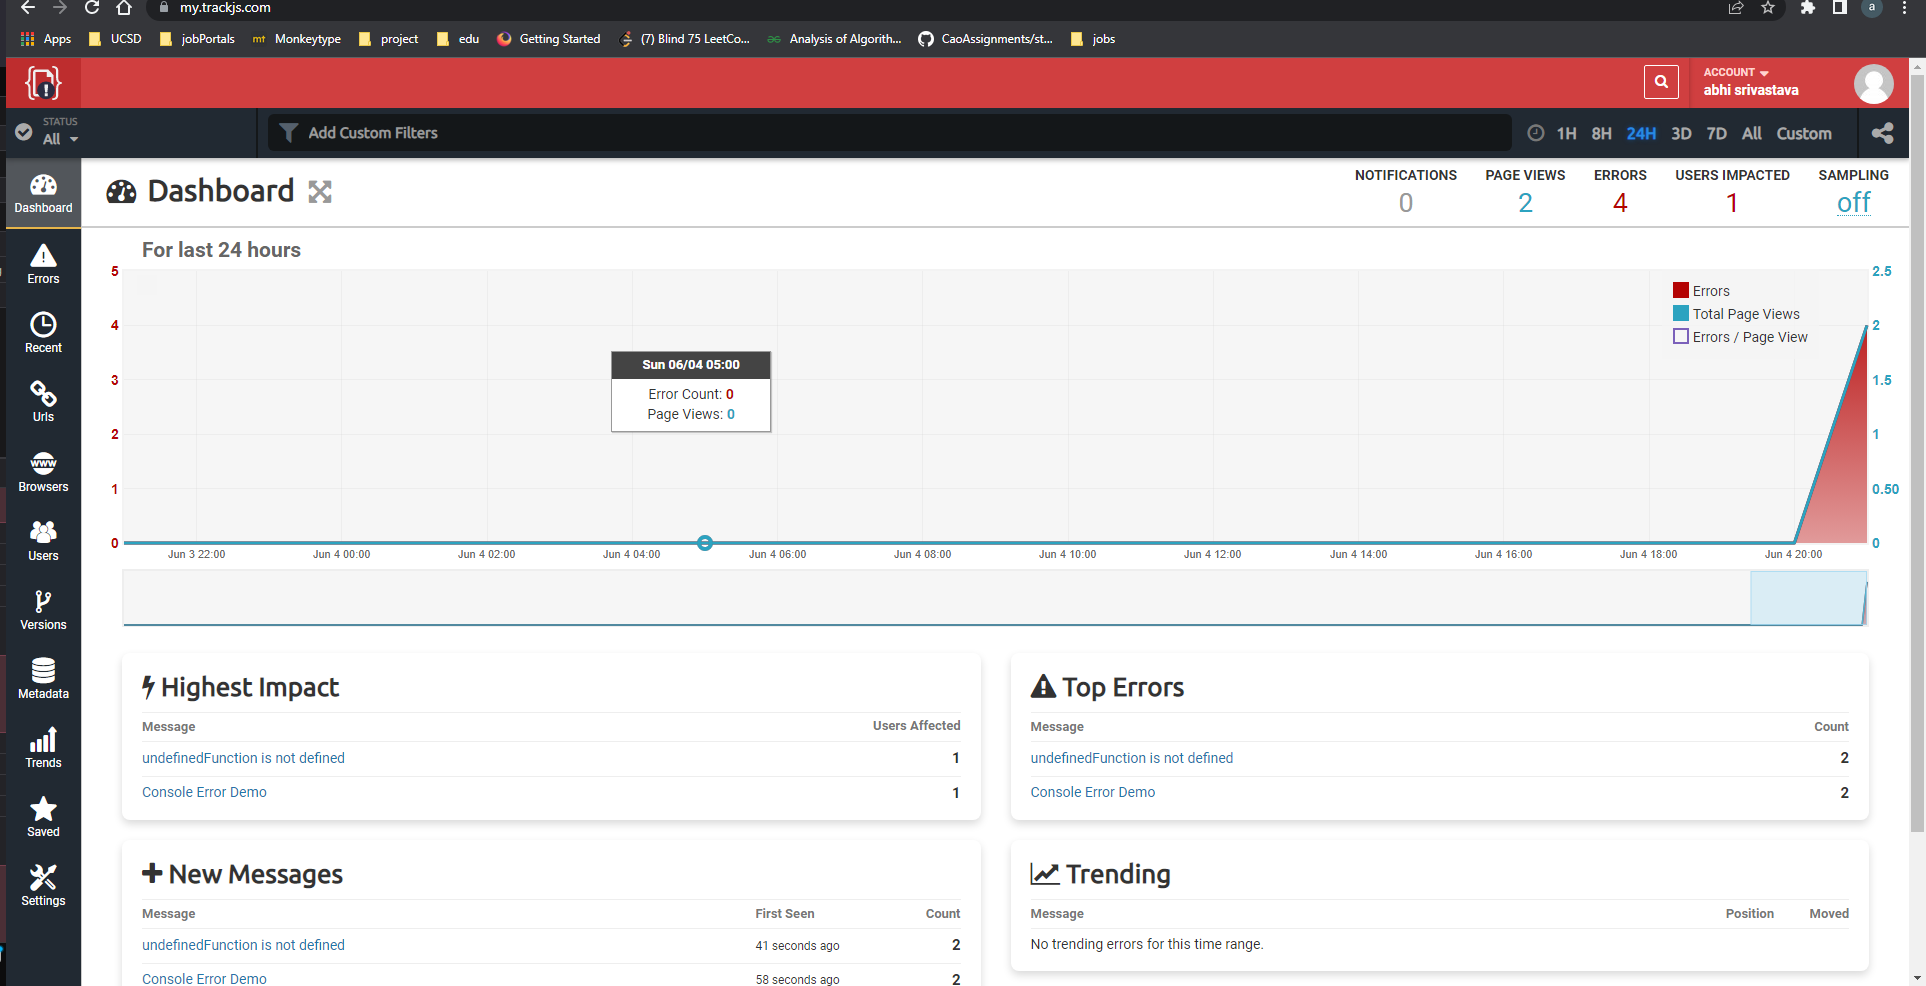 my.trackjs.com
a
Apps UCSD jobPortals mt Monkeytype project edu Getting Started (7) Blind 75 LeetCo... Analysis of Algorith... CaoAssignments/st... jobs
ACCOUNT
abhi srivastava
STATUS
All
Add Custom Filters
1H 8H 24H 3D 7D All Custom
Dashboard
Errors
Recent
Urls
www
Browsers
Users
Versions
Metadata
Trends
Saved
Settings
Dashboard
NOTIFICATIONS PAGE VIEWS ERRORS USERS IMPACTED SAMPLING
0 2 4 1 off
For last 24 hours
5 2.5
4 2
3 1.5
2 1
1 0.50
0 0
Errors
Total Page Views
Errors / Page View
Sun 06/04 05:00
Error Count: 0
Page Views: 0
Jun 3 22:00 Jun 4 00:00 Jun 4 02:00 Jun 4 04:00 Jun 4 06:00 Jun 4 08:00 Jun 4 10:00 Jun 4 12:00 Jun 4 14:00 Jun 4 16:00 Jun 4 18:00 Jun 4 20:00
Highest Impact
Message Users Affected
undefinedFunction is not defined 1
Console Error Demo 1
Top Errors
Message Count
undefinedFunction is not defined 2
Console Error Demo 2
New Messages
Message First Seen Count
undefinedFunction is not defined 41 seconds ago 2
Console Error Demo 58 seconds ago 2
Trending
Message Position Moved
No trending errors for this time range.